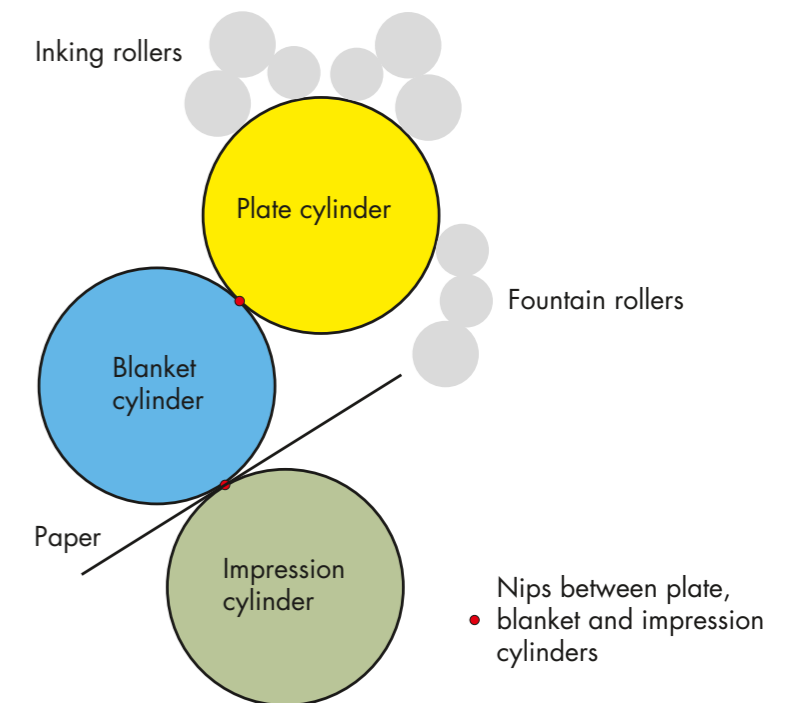 Inking rollers
Plate cylinder
Fountain rollers
Blanket
cylinder
Paper
Impression
cylinder
Nips between plate,
blanket and impression
cylinders